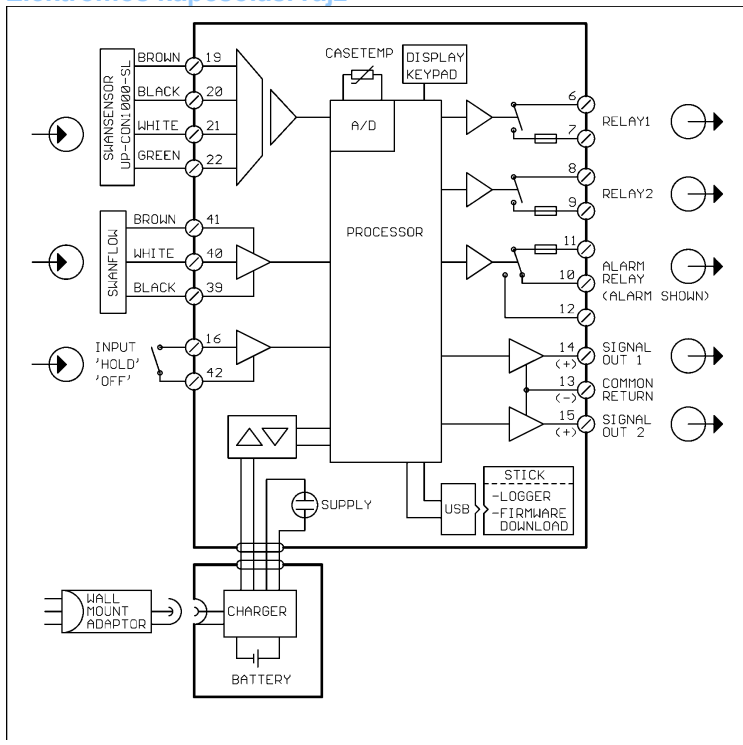 CASETEMP
DISPLAY
KEYPAD
SWANSENSOR
UP-CON1000-SL
BROWN 19
BLACK 20
WHITE 21
GREEN 22
A/D
PROCESSOR
6
7
RELAY1
8
9
RELAY2
SWANFLOW
BROWN 41
WHITE 40
BLACK 39
11
10
12
ALARM
RELAY
(ALARM SHOWN)
INPUT
'HOLD'
'OFF'
16
42
14
(+)
SIGNAL
OUT 1
13
(-)
COMMON
RETURN
15
(+)
SIGNAL
OUT 2
SUPPLY
USB
STICK
-LOGGER
-FIRMWARE
DOWNLOAD
WALL
MOUNT
ADAPTOR
CHARGER
BATTERY